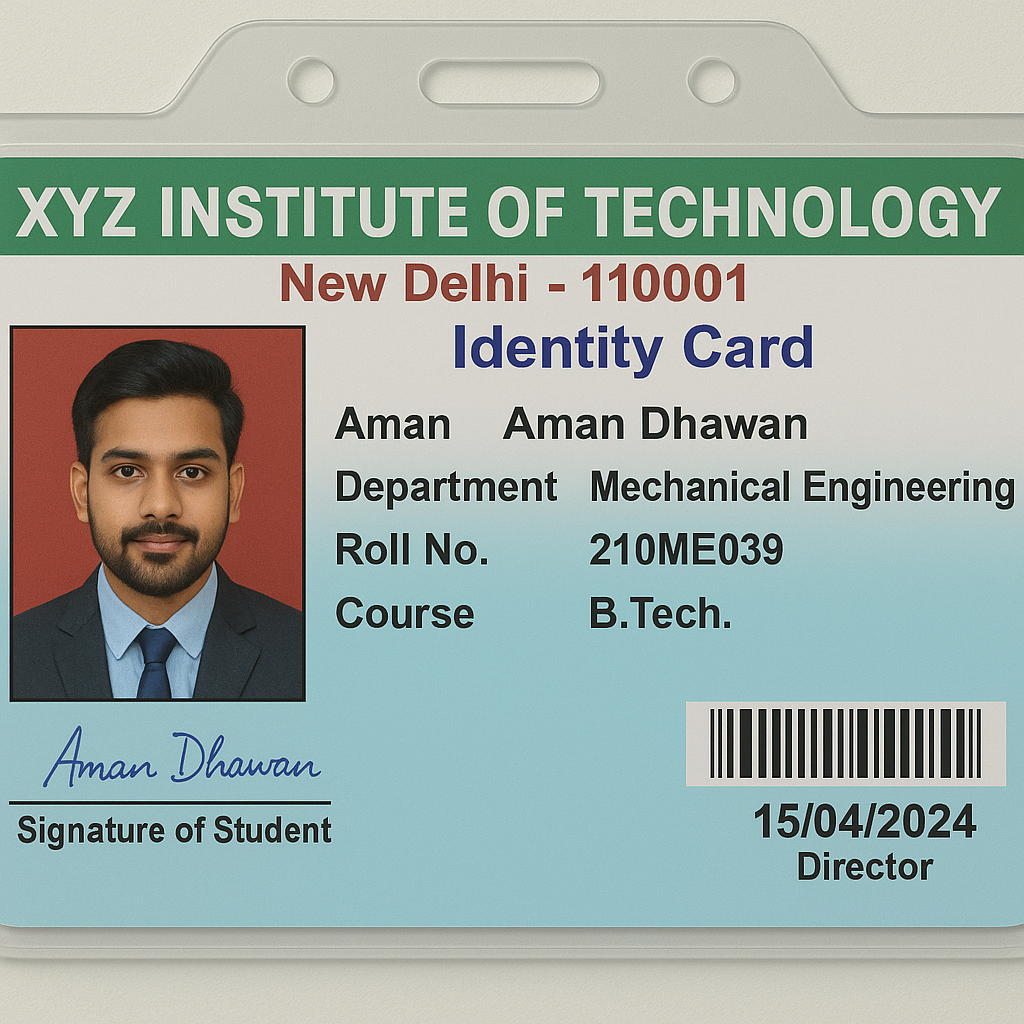 XYZ INSTITUTE OF TECHNOLOGY
New Delhi - 110001
Identity Card
Aman Aman Dhawan
Department Mechanical Engineering
Roll No. 210ME039
Course B.Tech.
Aman Dhawan
Signature of Student
15/04/2024
Director